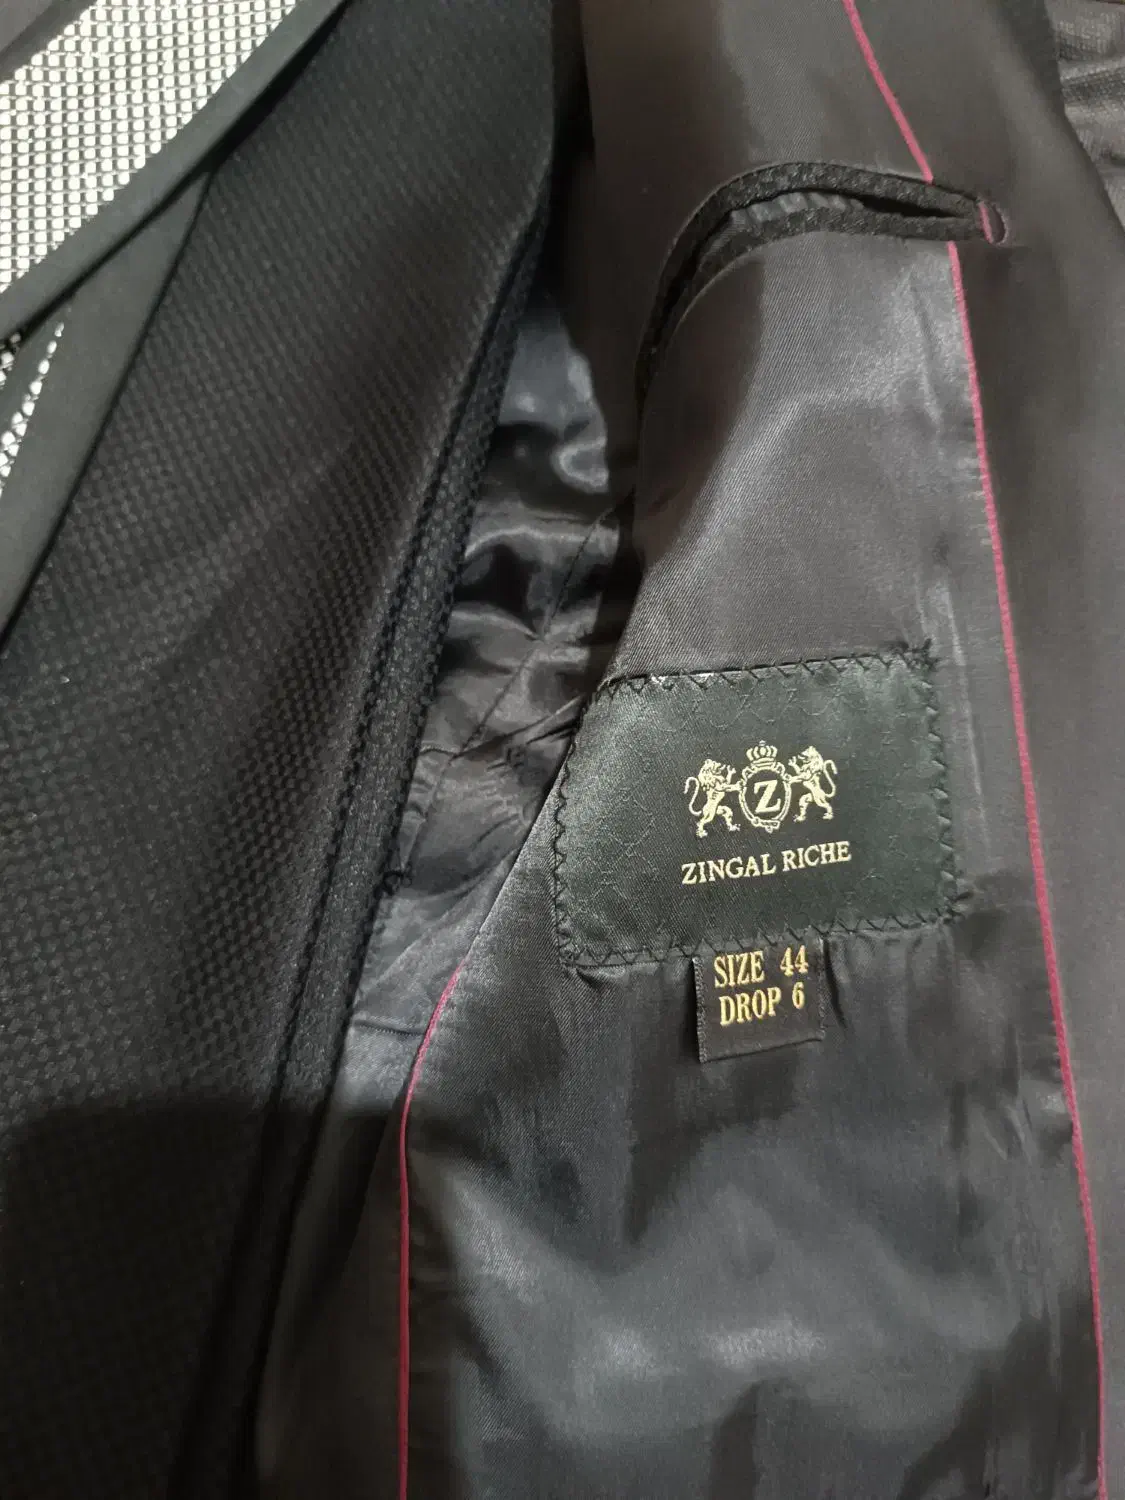 Z
ZINGAL RICHE
SIZE 44
DROP 6